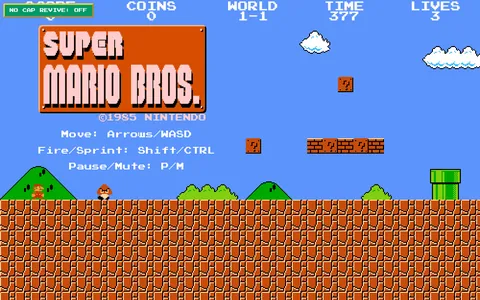 NO CAP REVIVE: OFF
COINS WORLD TIME LIVES
0 1-1 377 3
SUPER
MARIO BROS.
©1985 NINTENDO
Move: Arrows/WASD
Fire/Sprint: Shift/CTRL
Pause/Mute: P/M